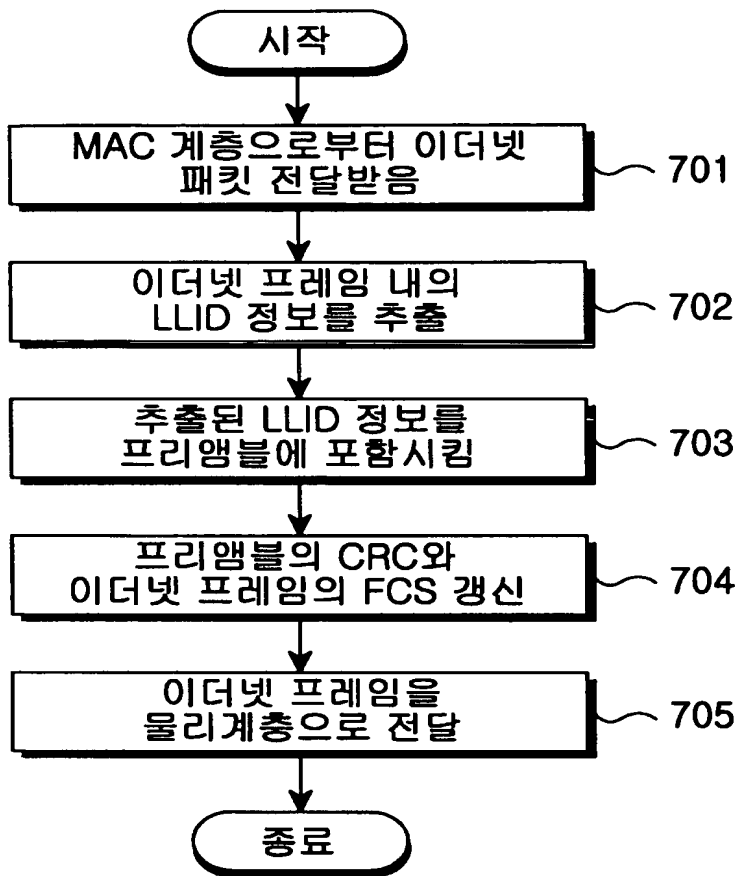 시작
MAC 계층으로부터 이더넷
패킷 전달받음
701
이더넷 프레임 내의
LLID 정보를 추출
702
추출된 LLID 정보를
프리앰블에 포함시킴
703
프리앰블의 CRC와
이더넷 프레임의 FCS 갱신
704
이더넷 프레임을
물리계층으로 전달
705
종료